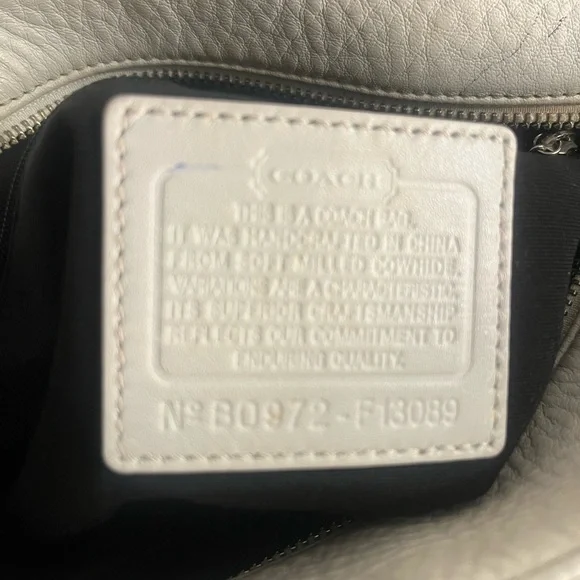 COACH
THIS IS A COACH BAG.
IT WAS HANDCRAFTED IN CHINA
FROM SOFT MILLED COWHIDE.
VARIATIONS ARE A CHARACTERISTIC.
ITS SUPERIOR CRAFTSMANSHIP
REFLECTS OUR COMMITMENT TO
ENDURING QUALITY.
Nº B0972-F13089